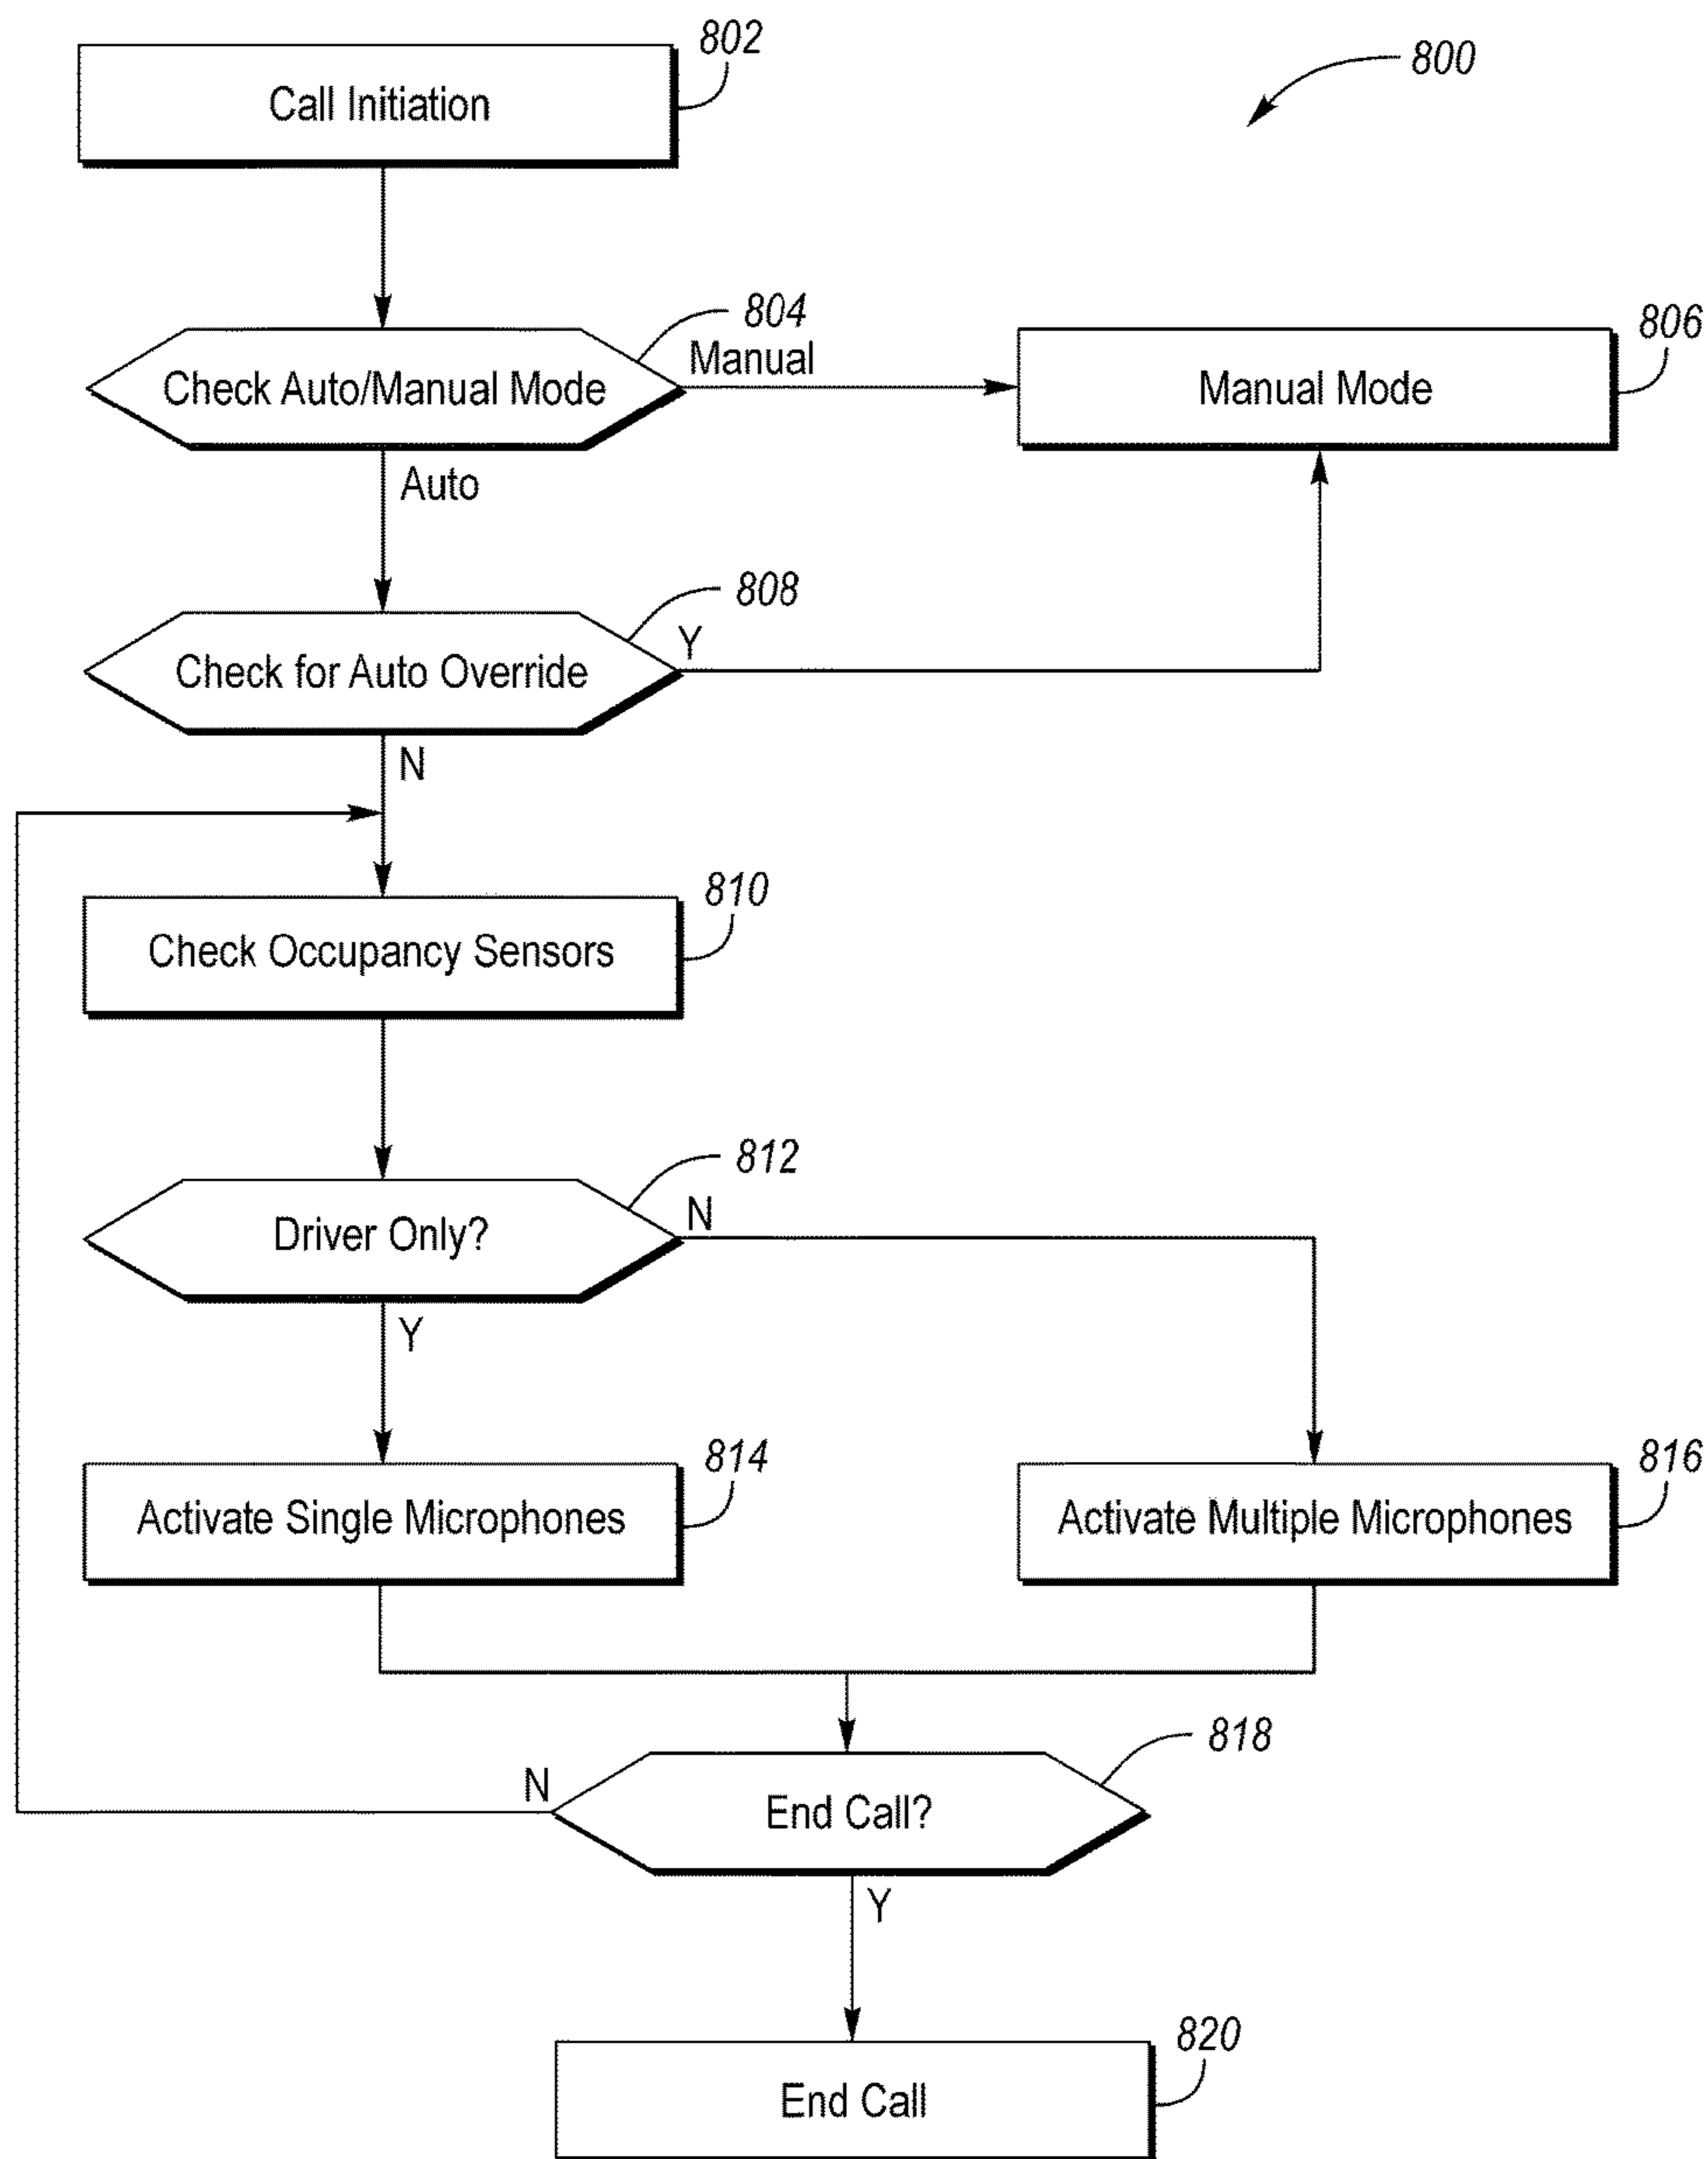 802
Call Initiation
800
804
Manual
Check Auto/Manual Mode
806
Manual Mode
Auto
808
Y
Check for Auto Override
N
810
Check Occupancy Sensors
812
N
Driver Only?
Y
814
Activate Single Microphones
816
Activate Multiple Microphones
818
N
End Call?
Y
820
End Call